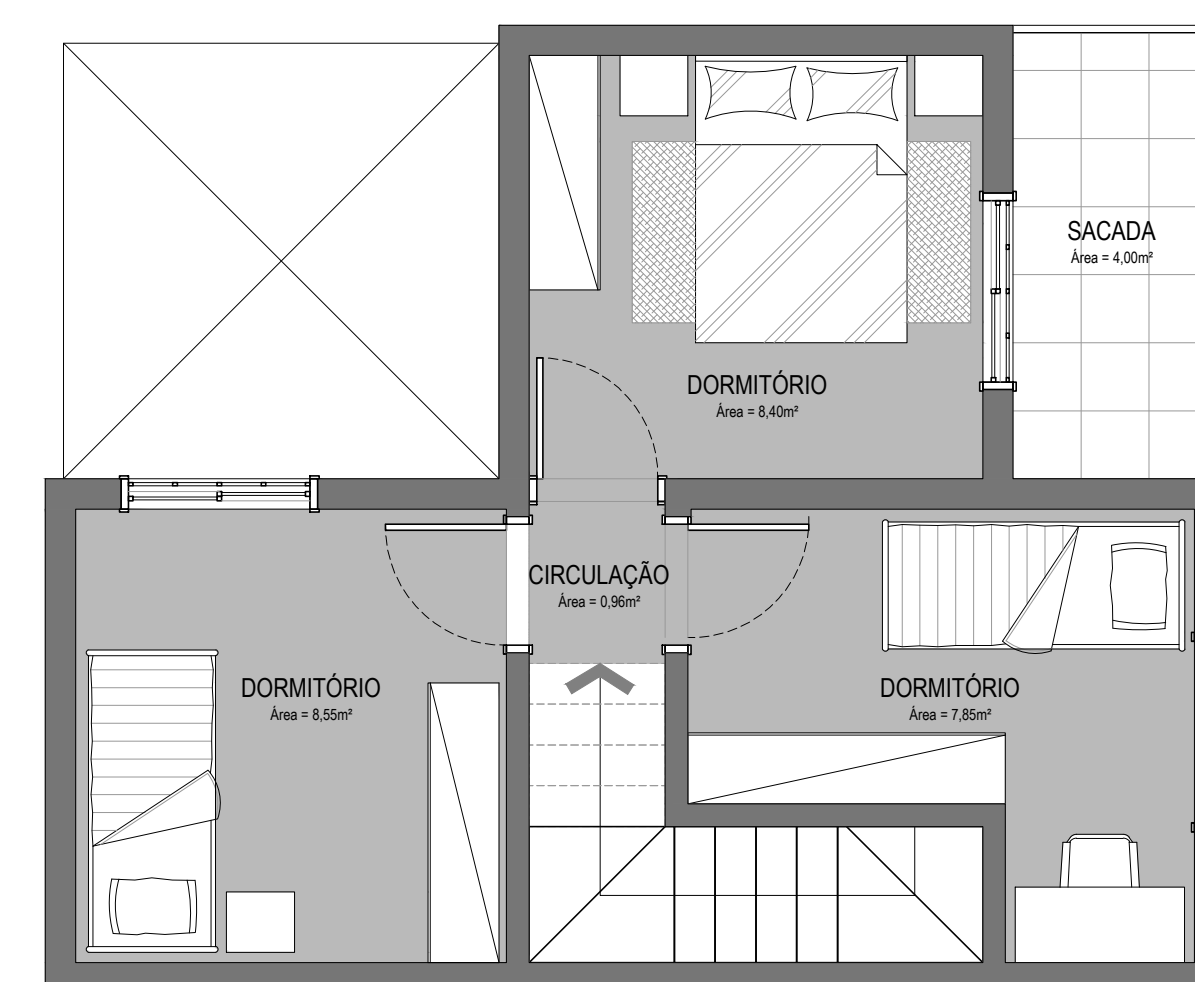 SACADA
Área = 4,00m²
DORMITÓRIO
Área = 8,40m²
CIRCULAÇÃO
Área = 0,96m²
DORMITÓRIO
Área = 8,55m²
DORMITÓRIO
Área = 7,85m²